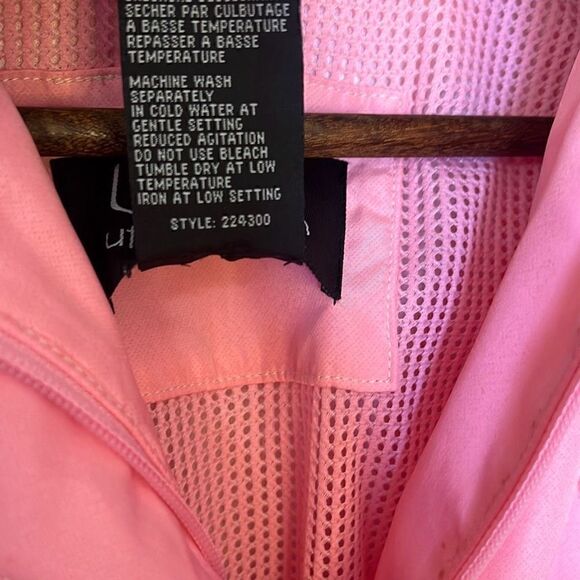 SECHER PAR CULBUTAGE
A BASSE TEMPERATURE
REPASSER A BASSE
TEMPERATURE
MACHINE WASH
SEPARATELY
IN COLD WATER AT
GENTLE SETTING
REDUCED AGITATION
DO NOT USE BLEACH
TUMBLE DRY AT LOW
TEMPERATURE
IRON AT LOW SETTING
STYLE: 224300